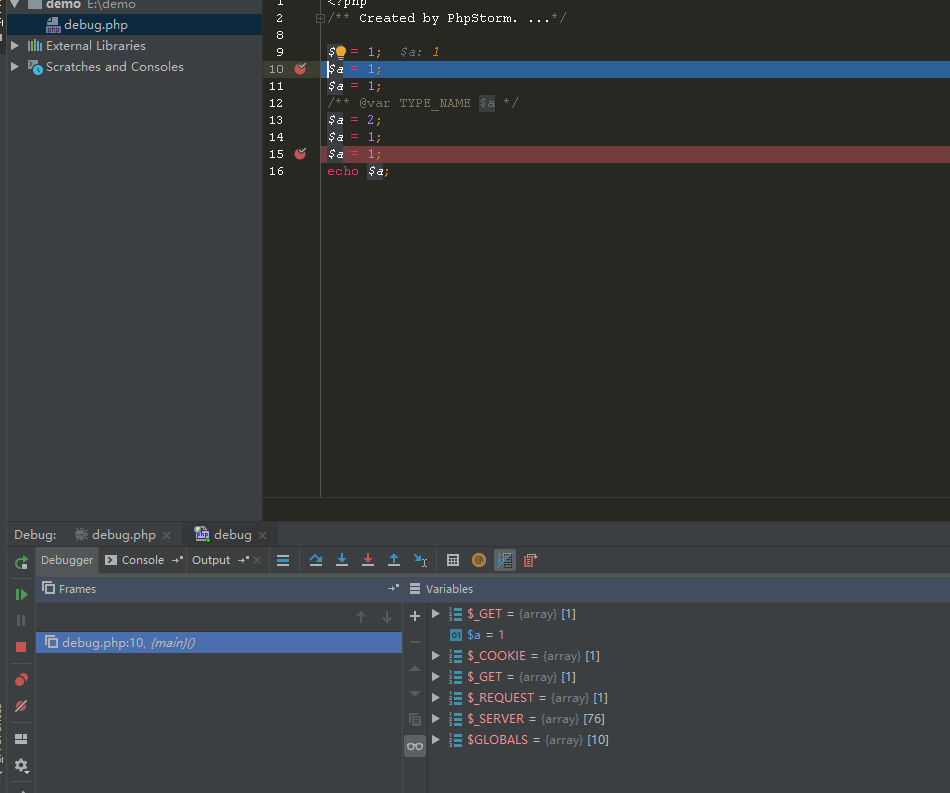 demo E:\demo
debug.php
External Libraries
Scratches and Consoles
1 <?php
2 /** Created by PhpStorm. ...*/
8
9 $ = 1; $a: 1
10 $a = 1;
11 $a = 1;
12 /** @var TYPE_NAME $a */
13 $a = 2;
14 $a = 1;
15 $a = 1;
16 echo $a;
Debug: debug.php debug
Debugger Console Output
Frames
debug.php:10, {main}()
Variables
$_GET = {array} [1]
$a = 1
$_COOKIE = {array} [1]
$_GET = {array} [1]
$_REQUEST = {array} [1]
$_SERVER = {array} [76]
$GLOBALS = {array} [10]